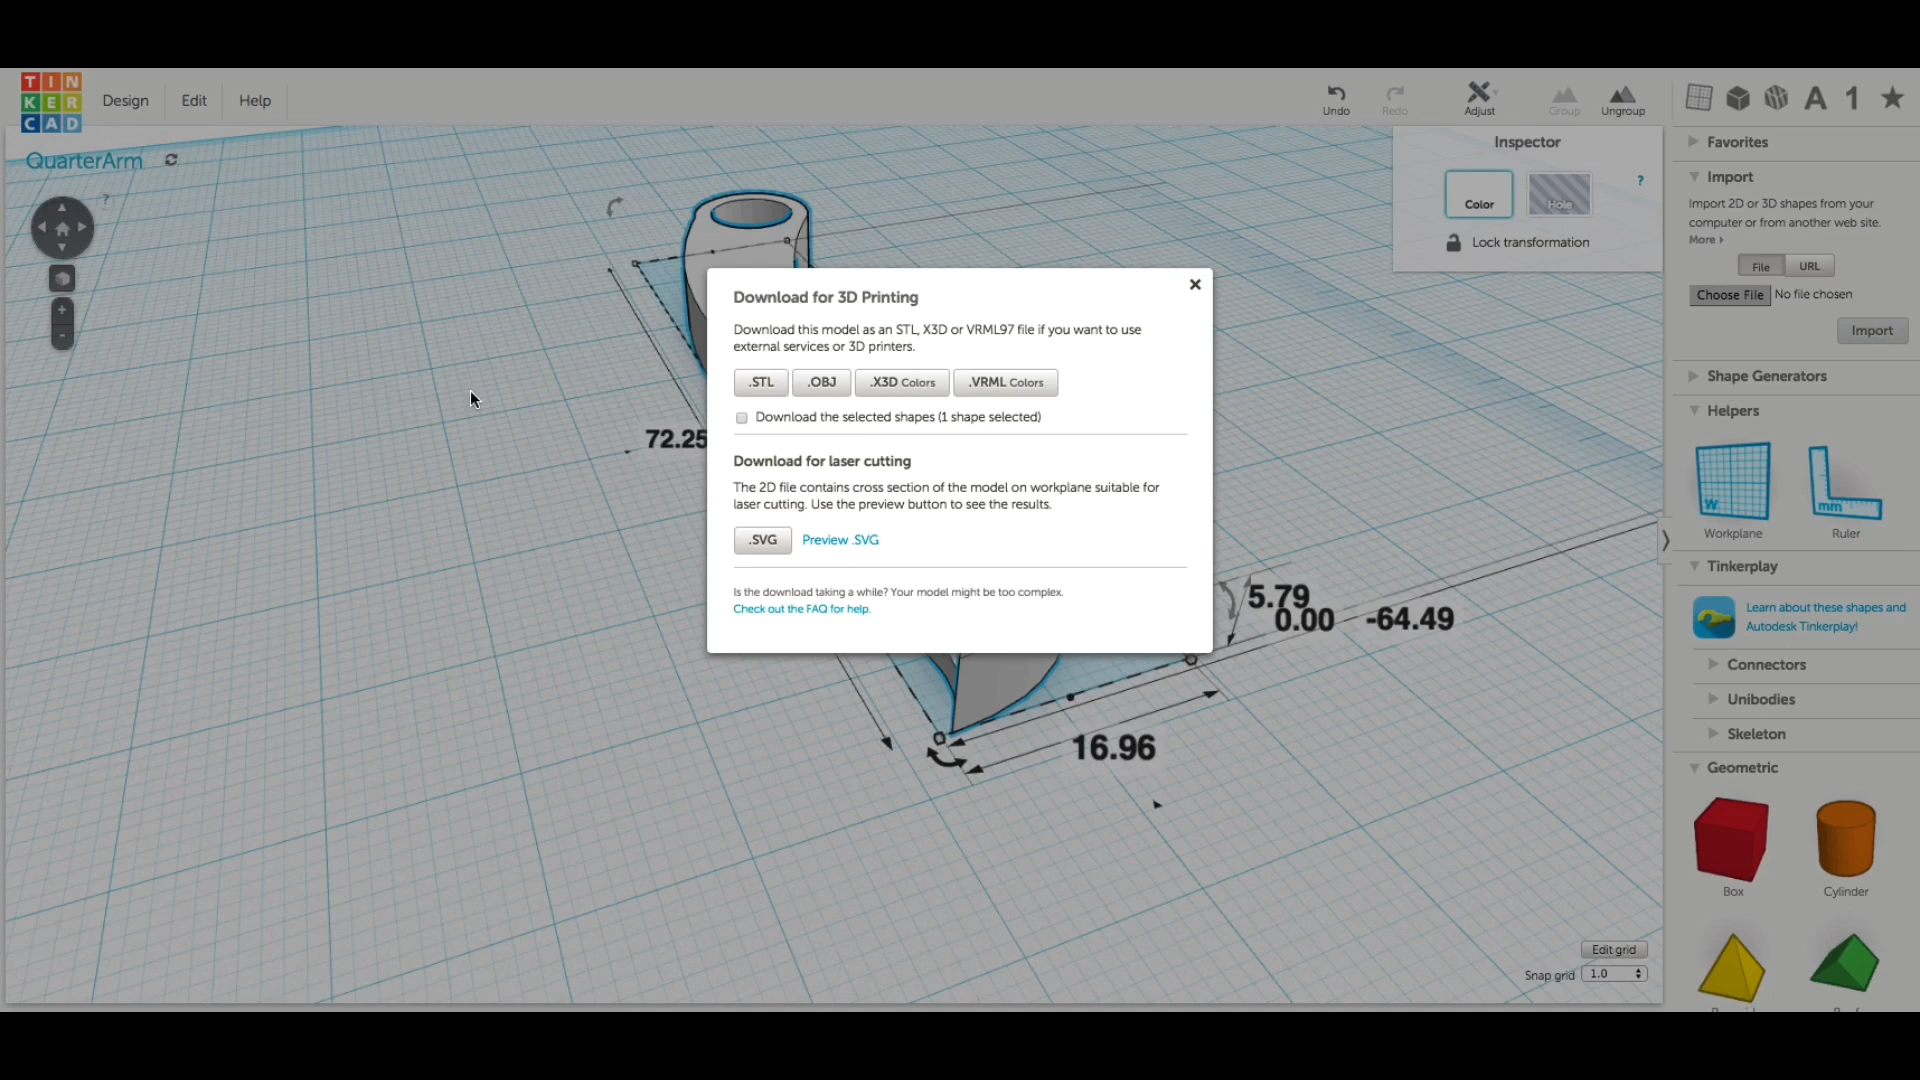 TIN
KER
CAD
Design
Edit
Help
Undo
Redo
Adjust
Group
Ungroup
A
1
QuarterArm
?
Inspector
Color
Hole
?
Lock transformation
Favorites
Import
Import 2D or 3D shapes from your
computer or from another web site.
More
File
URL
Choose File
No file chosen
Import
Shape Generators
Helpers
W
mm
Workplane
Ruler
Tinkerplay
Learn about these shapes and
Autodesk Tinkerplay!
Connectors
Unibodies
Skeleton
Geometric
Box
Cylinder
Download for 3D Printing
Download this model as an STL, X3D or VRML97 file if you want to use
external services or 3D printers.
.STL
.OBJ
.X3D Colors
.VRML Colors
Download the selected shapes (1 shape selected)
Download for laser cutting
The 2D file contains cross section of the model on workplane suitable for
laser cutting. Use the preview button to see the results.
.SVG
Preview .SVG
Is the download taking a while? Your model might be too complex.
Check out the FAQ for help.
72.25
5.79
0.00
-64.49
16.96
Edit grid
Snap grid
1.0